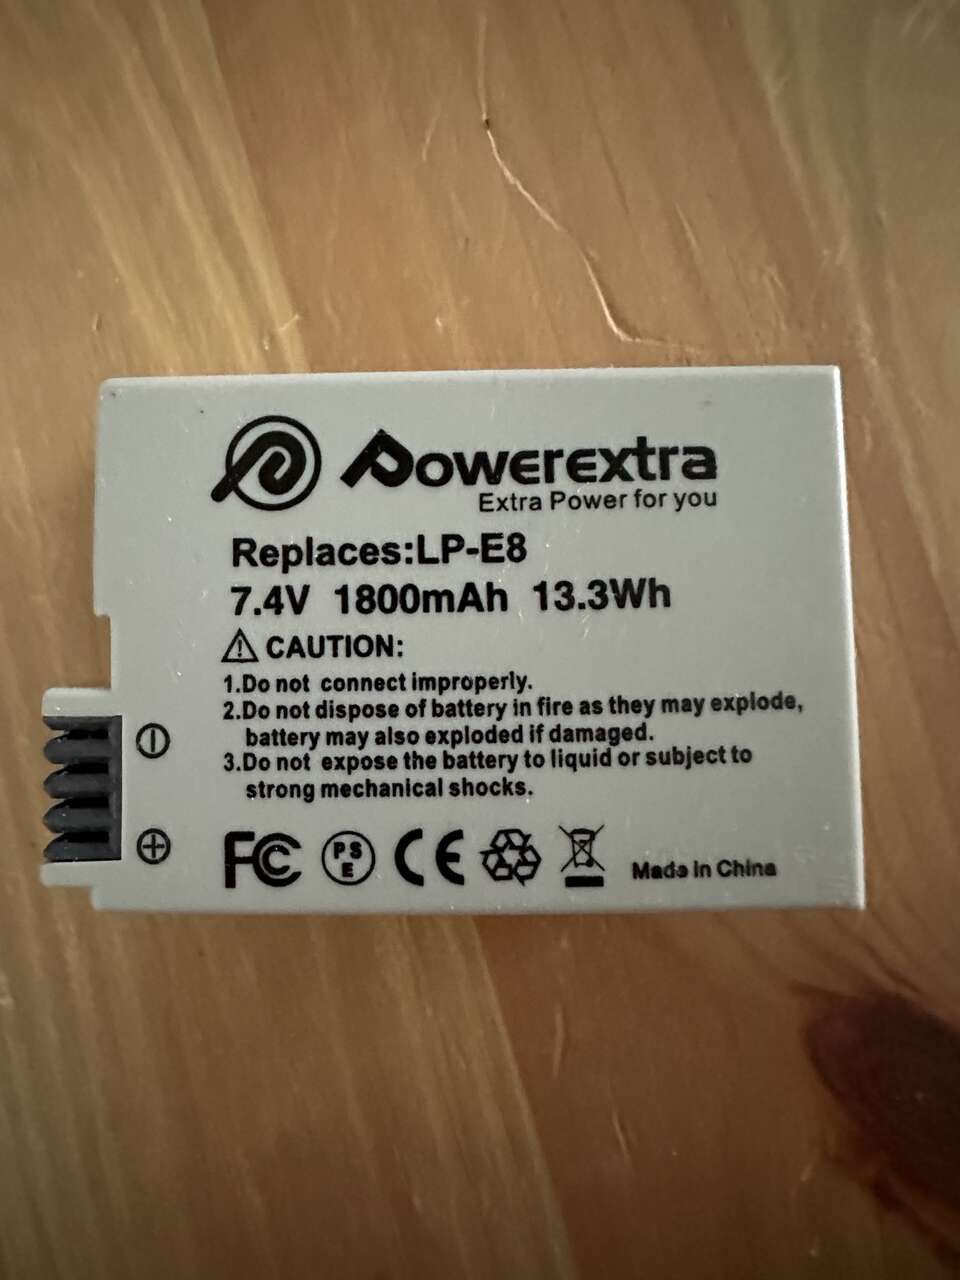 Powerextra
Extra Power for you
Replaces:LP-E8
7.4V 1800mAh 13.3Wh
CAUTION:
1.Do not connect improperly.
2.Do not dispose of battery in fire as they may explode,
battery may also exploded if damaged.
3.Do not expose the battery to liquid or subject to
strong mechanical shocks.
FC PSE CE Made in China